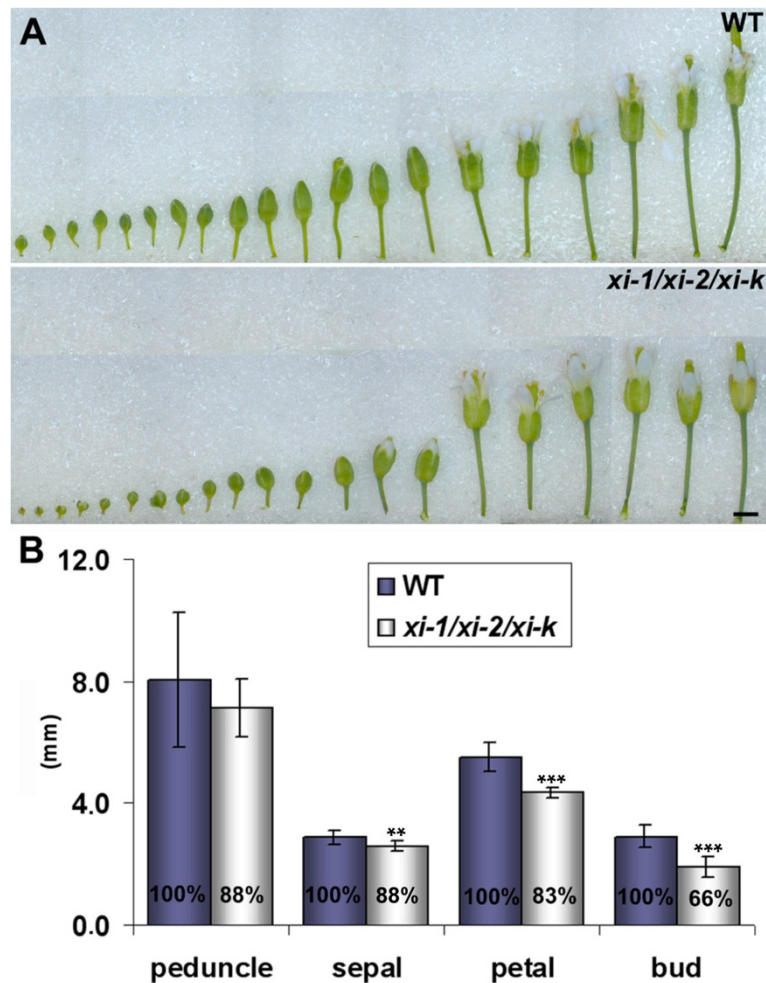 A
WT
xi-1/xi-2/xi-k
B
12.0
8.0
4.0
0.0
(mm)
WT
xi-1/xi-2/xi-k
** 
***
***
100% 88% 100% 88% 100% 83% 100% 66%
peduncle sepal petal bud